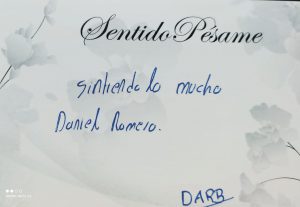 Sentido Pésame
sintiendolo mucho
Daniel Romero.
DARB